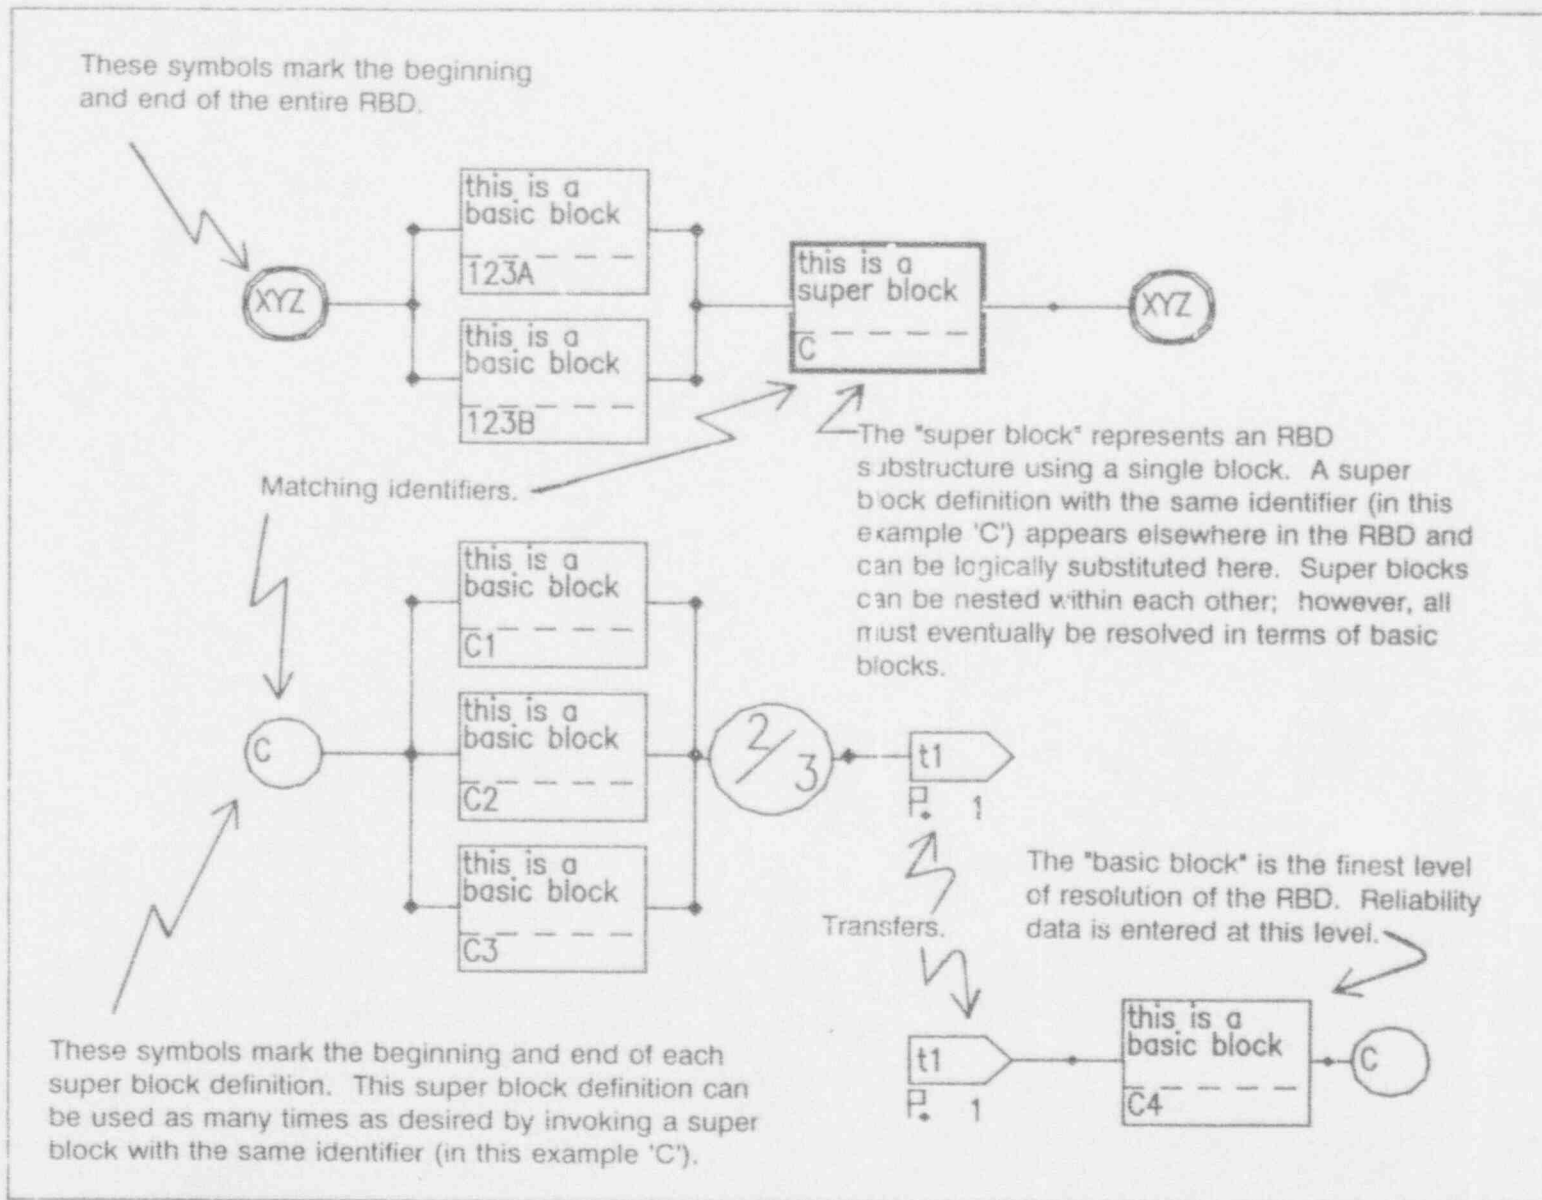 These symbols mark the beginning
and end of the entire RBD.
this is a
basic block
123A
XYZ
this is a
basic block
123B
this is a
super block
C
XYZ
Matching identifiers.
The "super block" represents an RBD
substructure using a single block. A super
block definition with the same identifier (in this
example 'C') appears elsewhere in the RBD and
can be logically substituted here. Super blocks
can be nested within each other; however, all
must eventually be resolved in terms of basic
blocks.
this is a
basic block
C1
C
this is a
basic block
C2
2/3
t1
P. 1
this is a
basic block
C3
Transfers.
The "basic block" is the finest level
of resolution of the RBD. Reliability
data is entered at this level.
t1
P. 1
this is a
basic block
C4
C
These symbols mark the beginning and end of each
super block definition. This super block definition can
be used as many times as desired by invoking a super
block with the same identifier (in this example 'C').